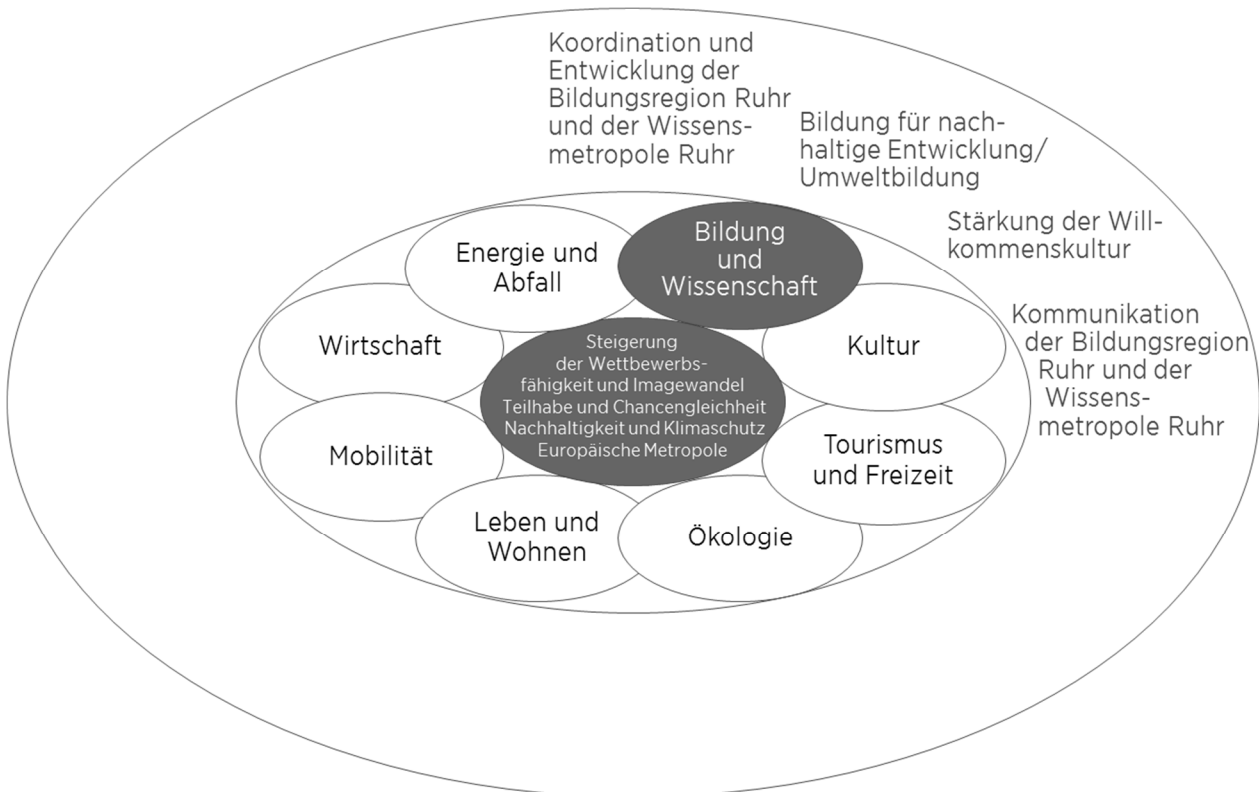 Koordination und
Entwicklung der
Bildungsregion Ruhr
und der Wissens-
metropole Ruhr
Bildung für nach-
haltige Entwicklung/
Umweltbildung
Stärkung der Will-
kommenskultur
Kommunikation
der Bildungsregion
Ruhr und der
Wissens-
metropole Ruhr
Energie und
Abfall
Bildung
und
Wissenschaft
Wirtschaft
Kultur
Steigerung
der Wettbewerbs-
fähigkeit und Imagewandel
Teilhabe und Chancengleichheit
Nachhaltigkeit und Klimaschutz
Europäische Metropole
Mobilität
Tourismus
und Freizeit
Leben und
Wohnen
Ökologie